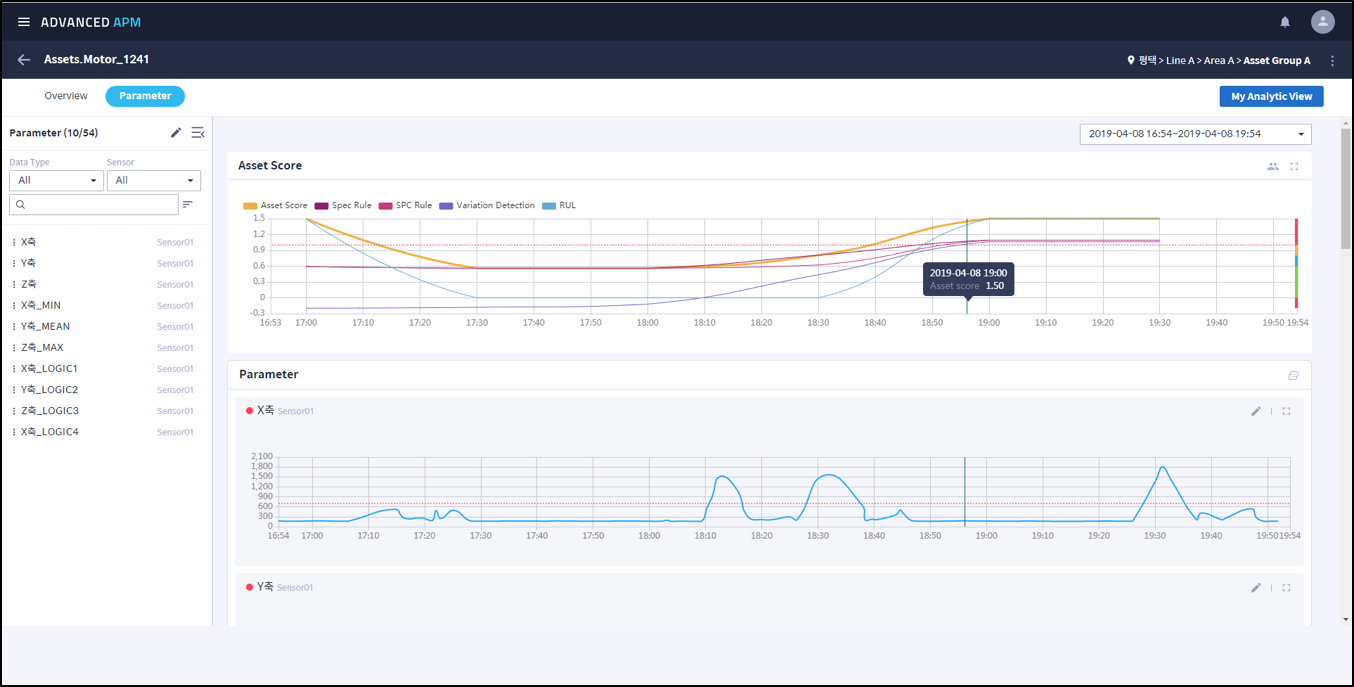 ADVANCED APM
Assets.Motor_1241
평택 > Line A > Area A > Asset Group A
Overview
Parameter
My Analytic View
Parameter (10/54)
Data Type
Sensor
All
All
X축 Sensor01
Y축 Sensor01
Z축 Sensor01
X축_MIN Sensor01
Y축_MEAN Sensor01
Z축_MAX Sensor01
X축_LOGIC1 Sensor01
Y축_LOGIC2 Sensor01
Z축_LOGIC3 Sensor01
X축_LOGIC4 Sensor01
2019-04-08 16:54~2019-04-08 19:54
Asset Score
Asset Score Spec Rule SPC Rule Variation Detection RUL
1.5
1.2
0.9
0.6
0.3
0
-0.3
2019-04-08 19:00
Asset score 1.50
16:53 17:00 17:10 17:20 17:30 17:40 17:50 18:00 18:10 18:20 18:30 18:40 18:50 19:00 19:10 19:20 19:30 19:40 19:50 19:54
Parameter
X축 Sensor01
2,100
1,800
1,500
1,200
900
600
300
0
16:54 17:00 17:10 17:20 17:30 17:40 17:50 18:00 18:10 18:20 18:30 18:40 18:50 19:00 19:10 19:20 19:30 19:40 19:50 19:54
Y축 Sensor01